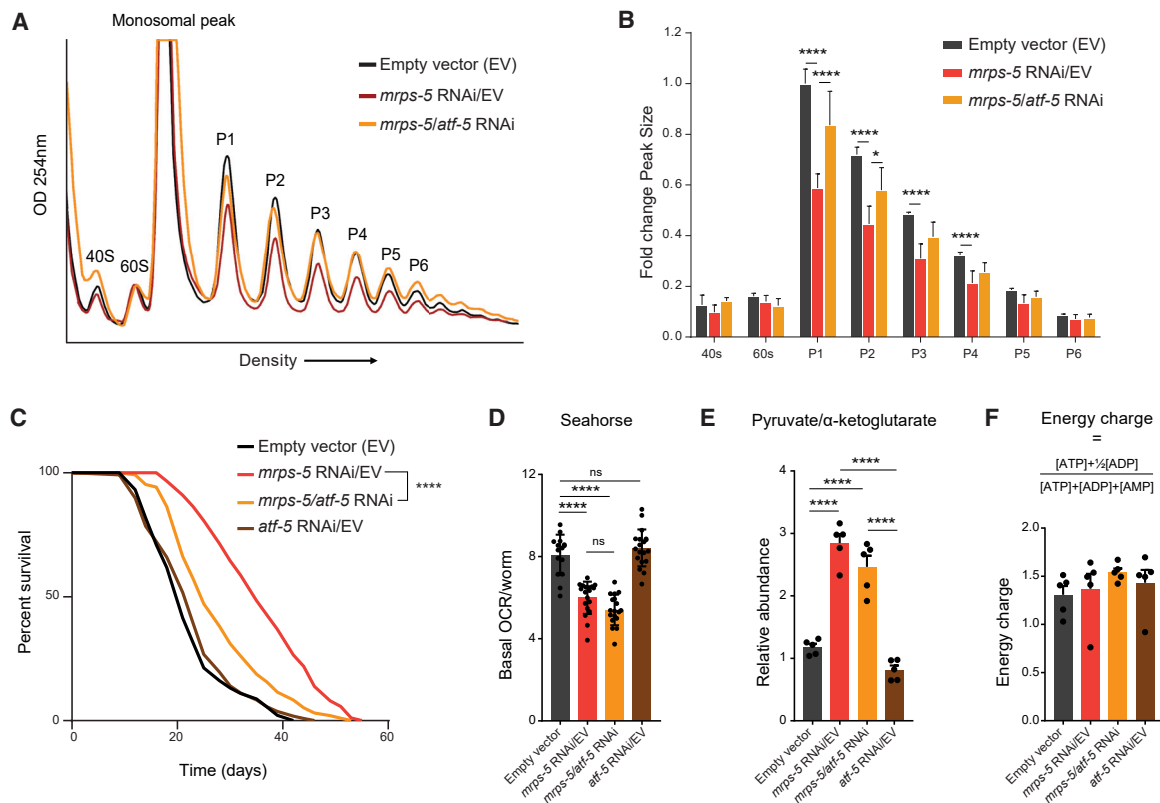 A
Monosomal peak
Empty vector (EV)
mrps-5 RNAi/EV
mrps-5/atf-5 RNAi
P1
P2
P3
P4
P5
P6
40S
60S
OD 254nm
Density
B
Empty vector (EV)
mrps-5 RNAi/EV
mrps-5/atf-5 RNAi
Fold change Peak Size
1.2
1.0
0.8
0.6
0.4
0.2
0.0
****
****
****
*
****
****
40s
60s
P1
P2
P3
P4
P5
P6
C
Empty vector (EV)
mrps-5 RNAi/EV
mrps-5/atf-5 RNAi
atf-5 RNAi/EV
****
Percent survilval
100
50
0
0
20
40
60
Time (days)
D
Seahorse
Basal OCR/worm
12
8
4
0
ns
****
****
ns
Empty vector
mrps-5 RNAi/EV
mrps-5/atf-5 RNAi
atf-5 RNAi/EV
E
Pyruvate/α-ketoglutarate
Relative abundance
4
3
2
1
0
****
****
****
****
Empty vector
mrps-5 RNAi/EV
mrps-5/atf-5 RNAi
atf-5 RNAi/EV
F
Energy charge
=
[ATP]+½[ADP]
[ATP]+[ADP]+[AMP]
Energy charge
2.0
1.5
1.0
0.5
0.0
Empty vector
mrps-5 RNAi/EV
mrps-5/atf-5 RNAi
atf-5 RNAi/EV